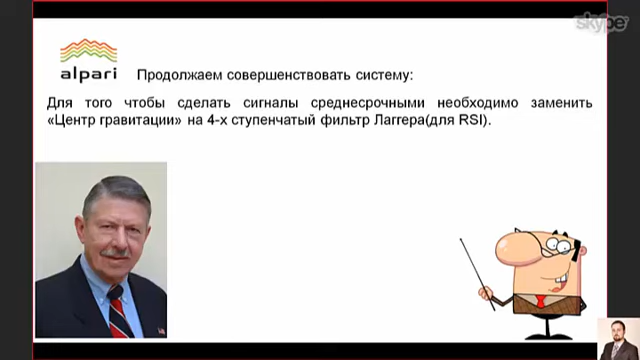 skype
alpari
Продолжаем совершенствовать систему:
Для того чтобы сделать сигналы среднесрочными необходимо заменить
«Центр гравитации» на 4-х ступенчатый фильтр Лаггера(для RSI).